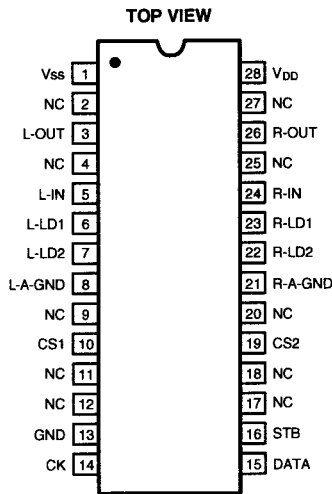 TOP VIEW
Vss 1 28 VDD
NC 2 27 NC
L-OUT 3 26 R-OUT
NC 4 25 NC
L-IN 5 24 R-IN
L-LD1 6 23 R-LD1
L-LD2 7 22 R-LD2
L-A-GND 8 21 R-A-GND
NC 9 20 NC
CS1 10 19 CS2
NC 11 18 NC
NC 12 17 NC
GND 13 16 STB
CK 14 15 DATA